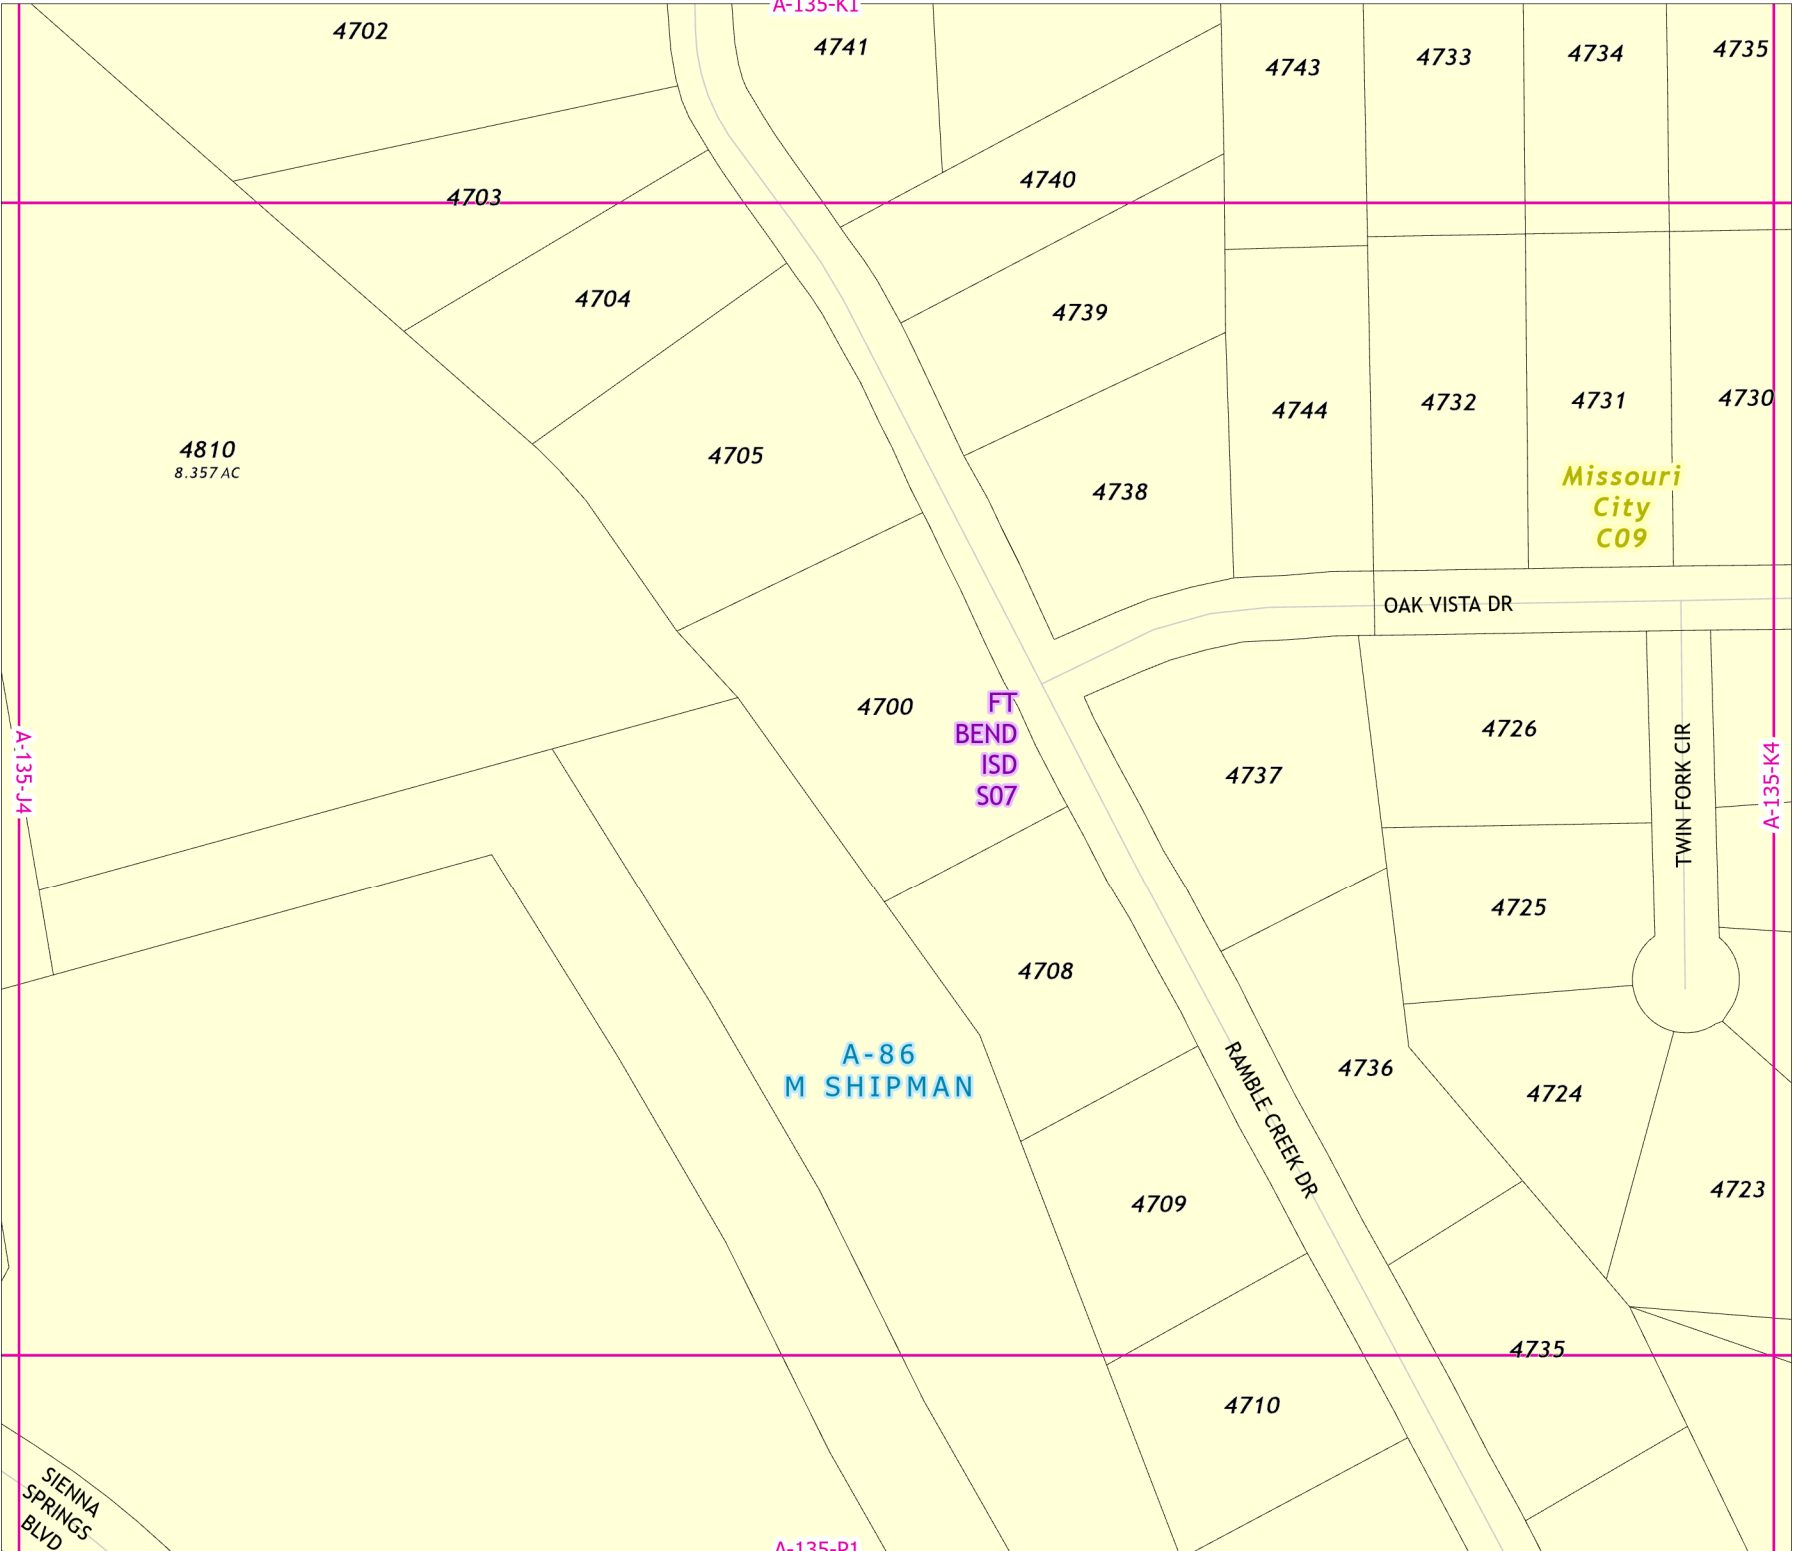 A-135-K1
4702
4741
4743
4733
4734
4735
4703
4740
4704
4739
4810
8.357 AC
4705
4738
4744
4732
4731
4730
Missouri
City
C09
OAK VISTA DR
4700
FT
BEND
ISD
S07
4737
4726
TWIN FORK CIR
A-135-J4
A-135-K4
4725
4708
A-86
M SHIPMAN
RAMBLE CREEK DR
4736
4724
4709
4723
4735
4710
SIENNA
SPRINGS
BLVD
A-135-P1